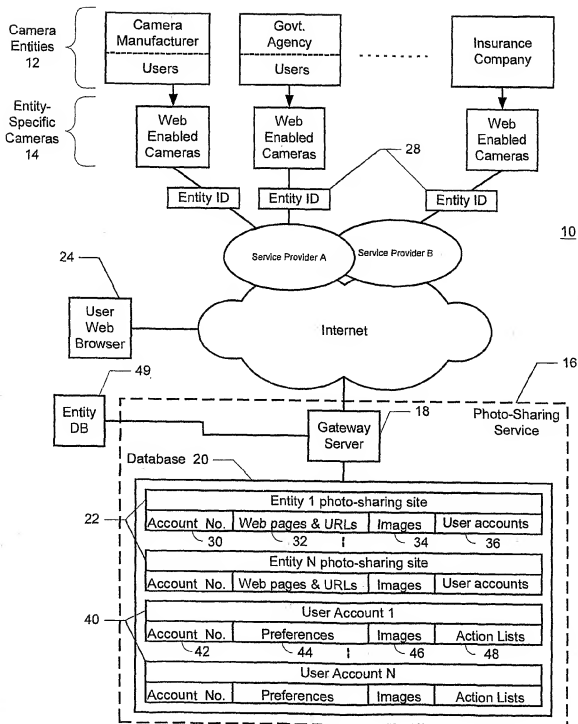 Camera Entities 12
Camera Manufacturer
Users
Govt. Agency
Users
Insurance Company
Entity-Specific Cameras 14
Web Enabled Cameras
Web Enabled Cameras
Web Enabled Cameras
28
Entity ID
Entity ID
Entity ID
10
Service Provider A
Service Provider B
24
User Web Browser
Internet
49
16
Entity DB
Gateway Server
18
Photo-Sharing Service
Database 20
22
Entity 1 photo-sharing site
Account No.
Web pages & URLs
Images
User accounts
30
32
34
36
Entity N photo-sharing site
Account No.
Web pages & URLs
Images
User accounts
40
User Account 1
Account No.
Preferences
Images
Action Lists
42
44
46
48
User Account N
Account No.
Preferences
Images
Action Lists